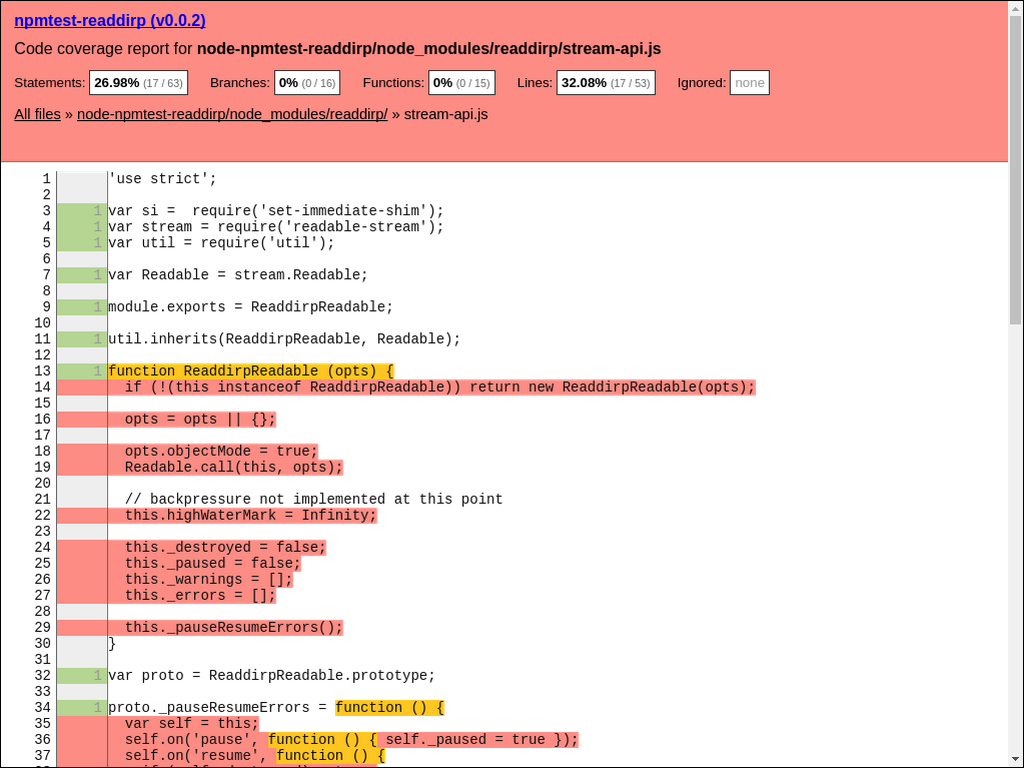 npmtest-readdirp (v0.0.2)
Code coverage report for node-npmtest-readdirp/node_modules/readdirp/stream-api.js
Statements: 26.98% (17 / 63) Branches: 0% (0 / 16) Functions: 0% (0 / 15) Lines: 32.08% (17 / 53) Ignored: none
All files » node-npmtest-readdirp/node_modules/readdirp/ » stream-api.js
1 'use strict';
2
3 1 var si =  require('set-immediate-shim');
4 1 var stream = require('readable-stream');
5 1 var util = require('util');
6
7 1 var Readable = stream.Readable;
8
9 1 module.exports = ReaddirpReadable;
10
11 1 util.inherits(ReaddirpReadable, Readable);
12
13 1 function ReaddirpReadable (opts) {
14   if (!(this instanceof ReaddirpReadable)) return new ReaddirpReadable(opts);
15
16   opts = opts || {};
17
18   opts.objectMode = true;
19   Readable.call(this, opts);
20
21   // backpressure not implemented at this point
22   this.highWaterMark = Infinity;
23
24   this._destroyed = false;
25   this._paused = false;
26   this._warnings = [];
27   this._errors = [];
28
29   this._pauseResumeErrors();
30 }
31
32 1 var proto = ReaddirpReadable.prototype;
33
34 1 proto._pauseResumeErrors = function () {
35   var self = this;
36   self.on('pause', function () { self._paused = true });
37   self.on('resume', function () {